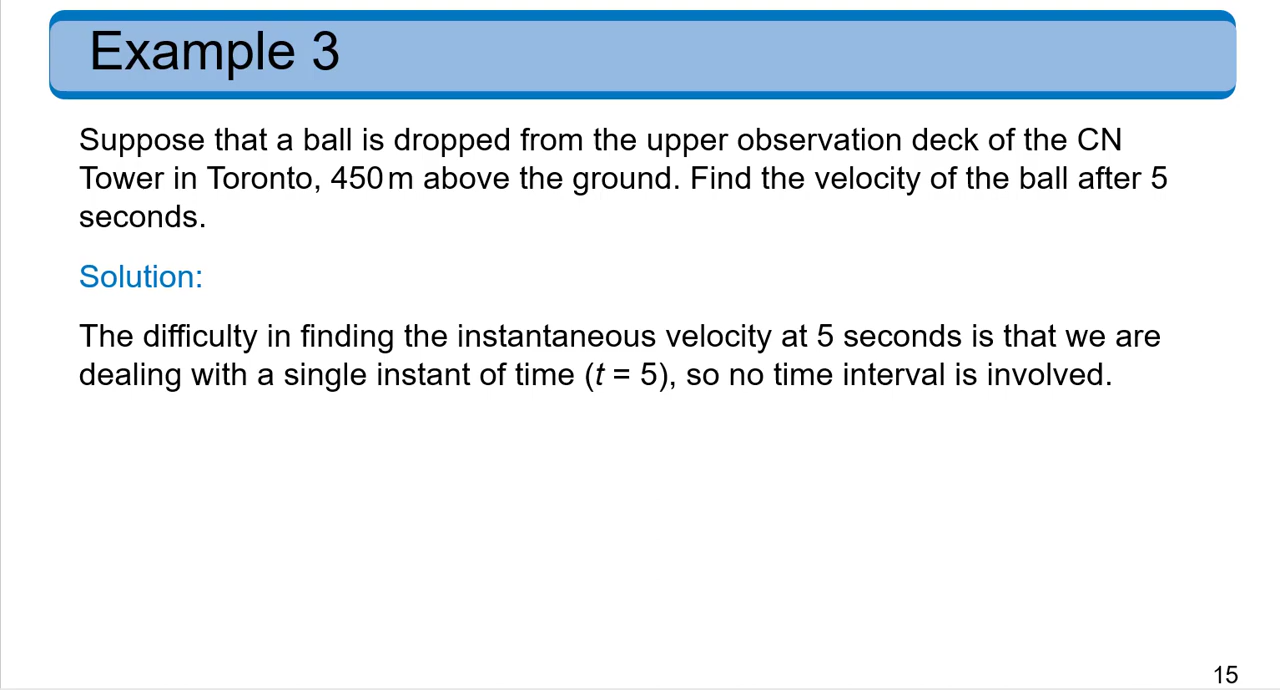 Example 3
Suppose that a ball is dropped from the upper observation deck of the CN
Tower in Toronto, 450 m above the ground. Find the velocity of the ball after 5
seconds.
Solution:
The difficulty in finding the instantaneous velocity at 5 seconds is that we are
dealing with a single instant of time (t = 5), so no time interval is involved.
15